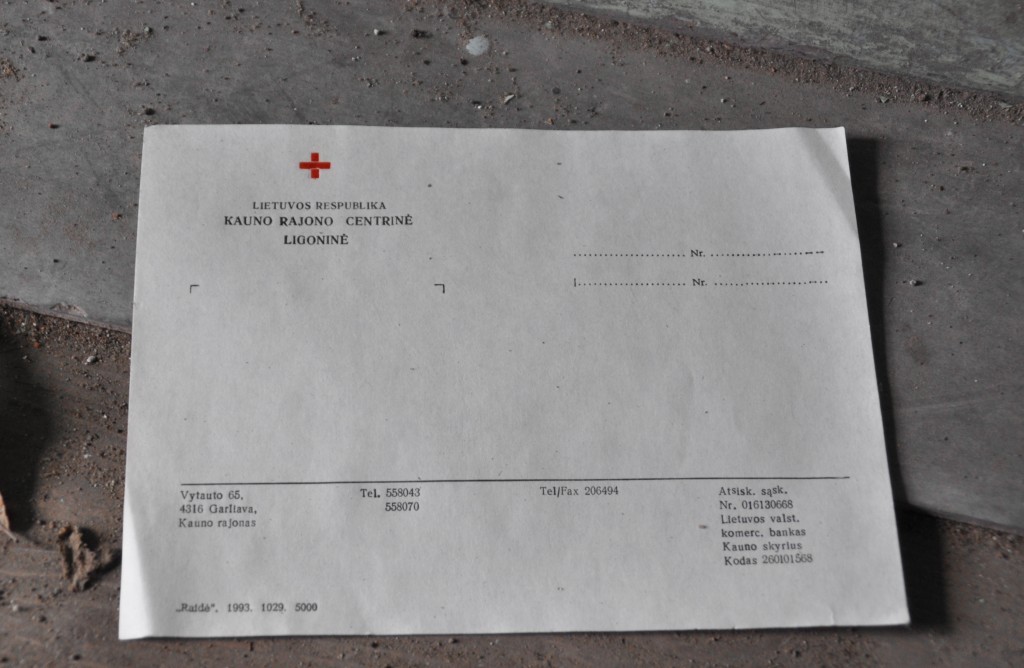 LIETUVOS RESPUBLIKA
KAUNO RAJONO CENTRINĖ
LIGONINĖ
Nr.
Nr.
Vytauto 65,
4316 Garliava,
Kauno rajonas
Tel. 558043
558070
Tel/Fax 206494
Atsisk. sąsk.
Nr. 016130668
Lietuvos valst.
komerc. bankas
Kauno skyrius
Kodas 260101568
„Raidė“, 1993. 1029. 5000